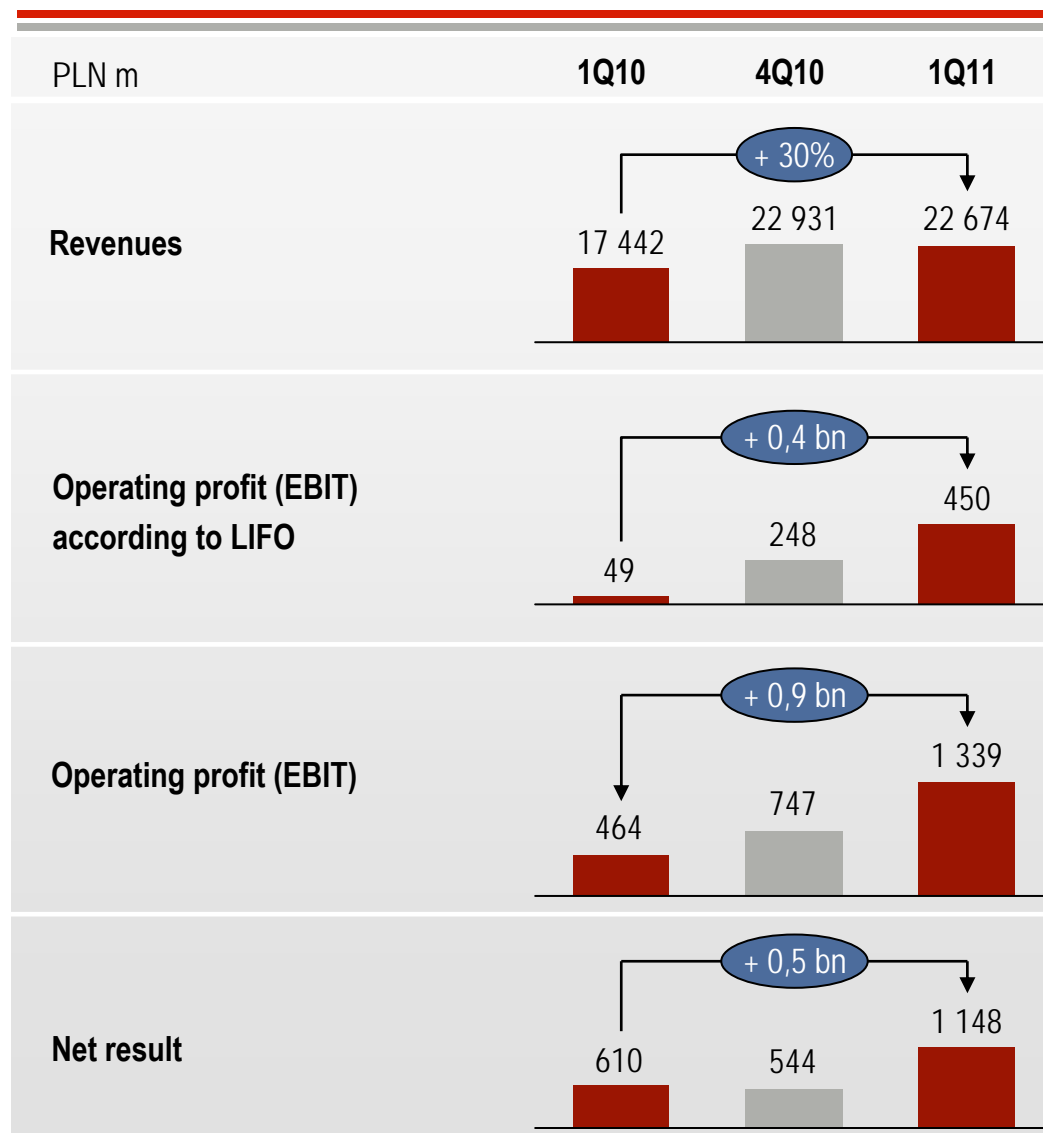 PLN m 1Q10 4Q10 1Q11
+ 30%
Revenues 17 442 22 931 22 674
+ 0,4 bn
Operating profit (EBIT)
according to LIFO
49 248 450
+ 0,9 bn
Operating profit (EBIT)
464 747 1 339
+ 0,5 bn
Net result
610 544 1 148